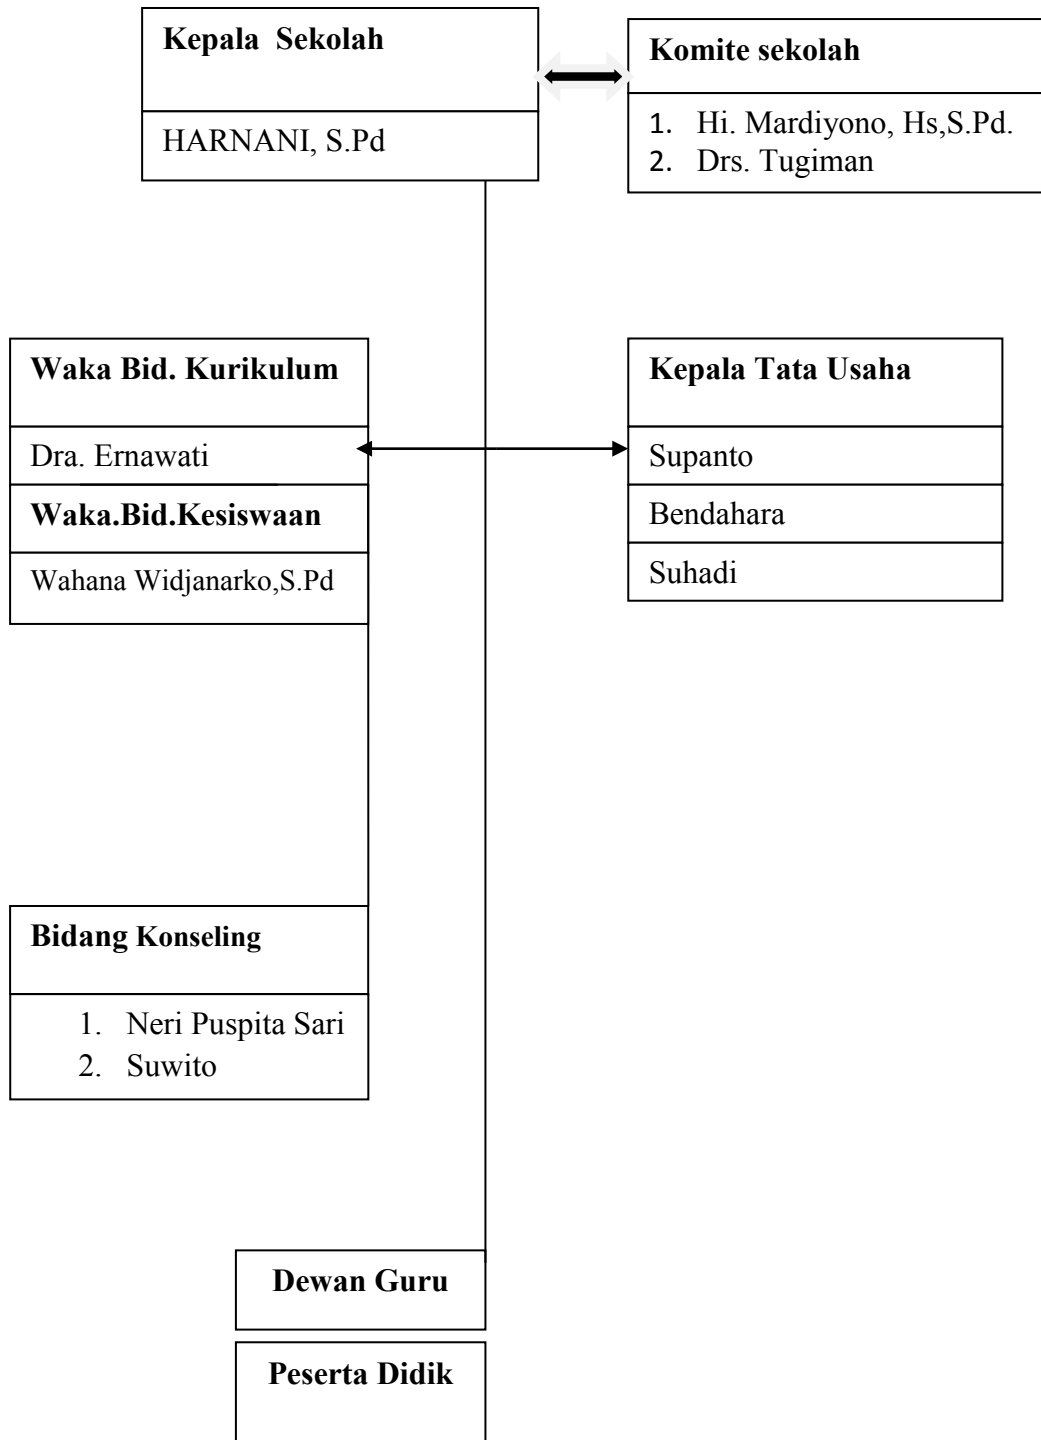 Kepala  Sekolah
HARNANI, S.Pd
Komite sekolah
1. Hi. Mardiyono, Hs,S.Pd.
2. Drs. Tugiman
Waka Bid. Kurikulum
Dra. Ernawati
Waka.Bid.Kesiswaan
Wahana Widjanarko,S.Pd
Kepala Tata Usaha
Supanto
Bendahara
Suhadi
Bidang Konseling
1. Neri Puspita Sari
2. Suwito
Dewan Guru
Peserta Didik